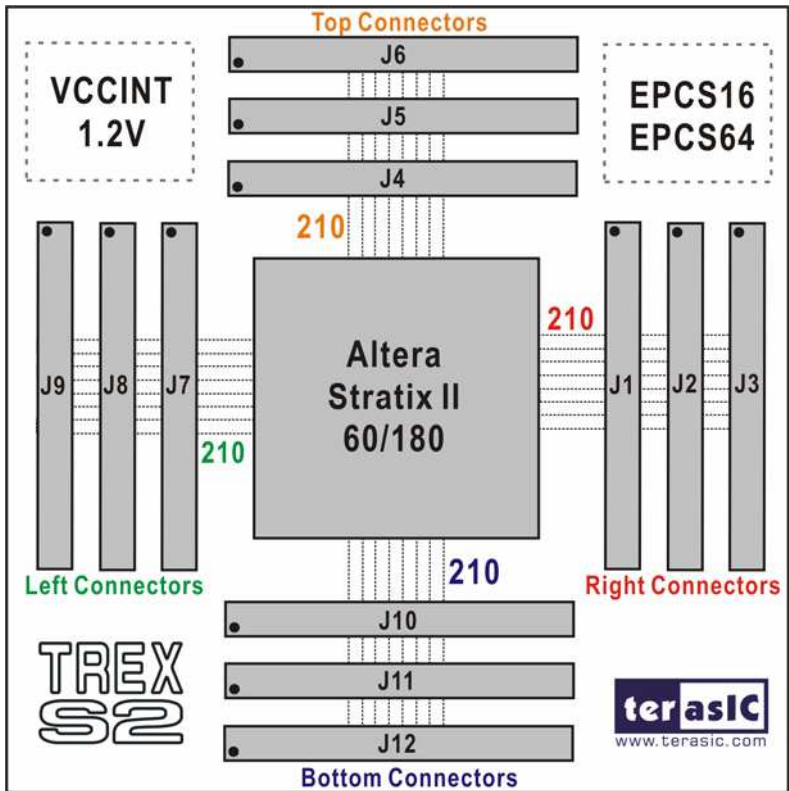 Top Connectors
J6
VCCINT
1.2V
EPCS16
EPCS64
J5
J4
210
210
Altera
Stratix II
60/180
J9
J8
J7
J1
J2
J3
210
210
Left Connectors
Right Connectors
J10
TREX
S2
J11
terasIC
www.terasic.com
J12
Bottom Connectors